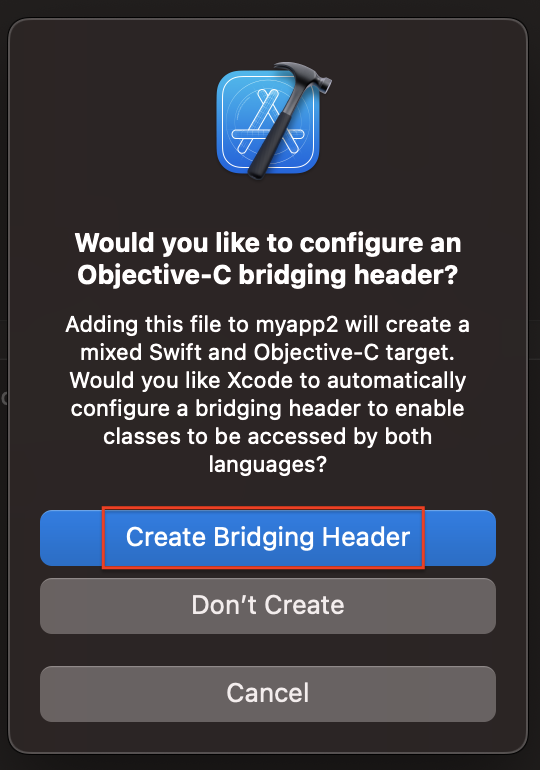 Would you like to configure an
Objective-C bridging header?
Adding this file to myapp2 will create a
mixed Swift and Objective-C target.
Would you like Xcode to automatically
configure a bridging header to enable
classes to be accessed by both
languages?
Create Bridging Header
Don’t Create
Cancel